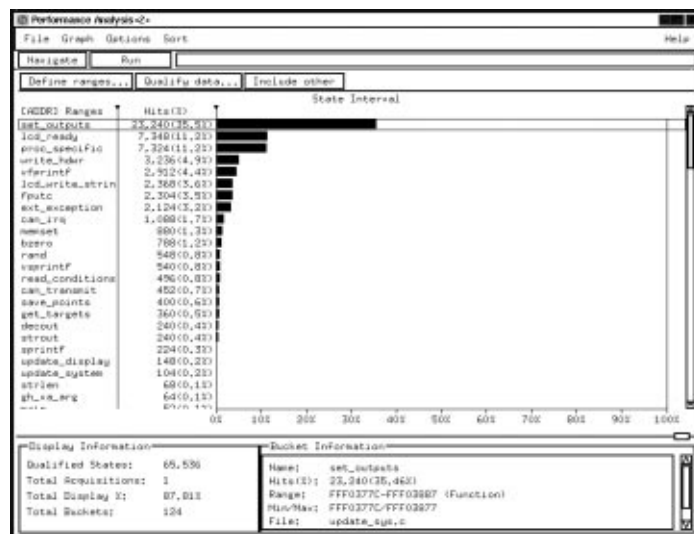 Performance Analysis<2>
File Graph Options Sort Help
Navigate Run
Define ranges... Qualify data... Include other
State Interval
[ADDR] Ranges Hits(%)
set_outputs 23,240(35.5%)
lcd_ready 7,348(11.2%)
proc_specific 7,324(11.2%)
write_hdwr 3,236(4.9%)
vfprintf 2,912(4.4%)
lcd_write_strin 2,368(3.6%)
fputc 2,304(3.5%)
ext_exception 2,124(3.2%)
can_irq 1,088(1.7%)
memset 880(1.3%)
bzero 788(1.2%)
rand 548(0.8%)
vsprintf 540(0.8%)
read_conditions 496(0.8%)
can_transmit 452(0.7%)
save_points 400(0.6%)
get_targets 360(0.5%)
decout 240(0.4%)
strout 240(0.4%)
sprintf 224(0.3%)
update_display 148(0.2%)
update_system 104(0.2%)
strlen 68(0.1%)
gh_va_arg 64(0.1%)
0% 10% 20% 30% 40% 50% 60% 70% 80% 90% 100%
Display Information
Qualified States: 65,536
Total Acquisitions: 1
Total Display %: 87.81%
Total Buckets: 124
Bucket Information
Name: set_outputs
Hits(%): 23,240(35.46%)
Range: FFF0377C-FFF03887 (Function)
Min/Max: FFF0377C/FFF03877
File: update_sys.c